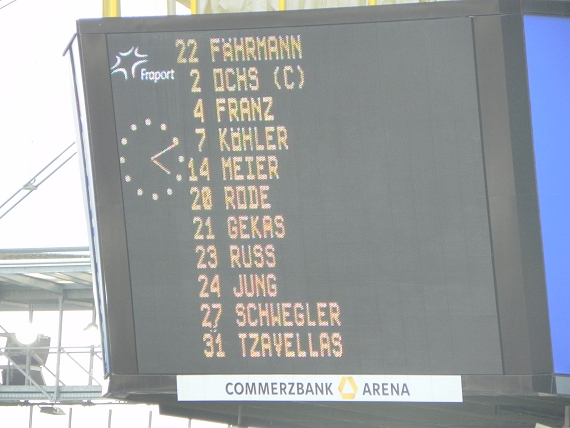 22 FÄHRMANN
Fraport
2 OCHS (C)
4 FRANZ
7 KÖHLER
14 MEIER
20 RODE
21 GEKAS
23 RUSS
24 JUNG
27 SCHWEGLER
31 TZAVELLAS
COMMERZBANK ARENA